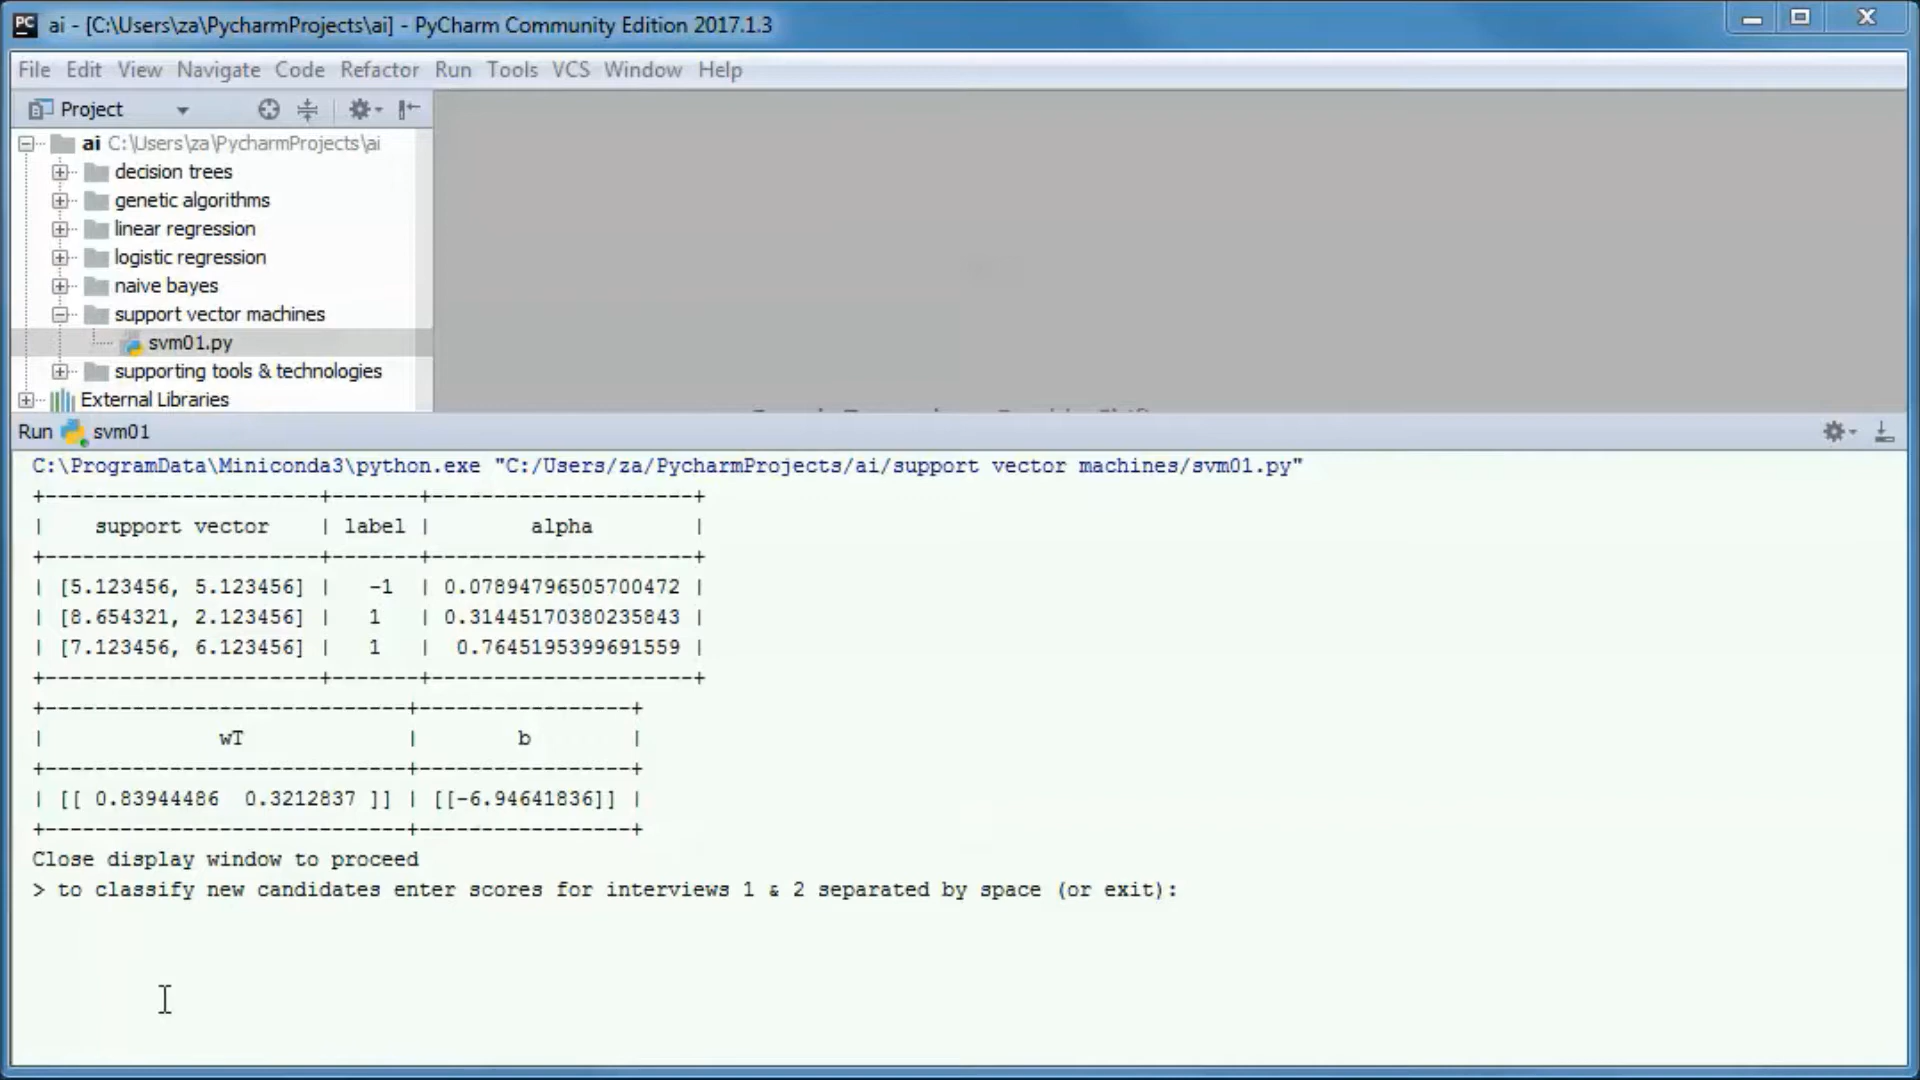 ai - [C:\Users\za\PycharmProjects\ai] - PyCharm Community Edition 2017.1.3
File Edit View Navigate Code Refactor Run Tools VCS Window Help
Project
ai C:\Users\za\PycharmProjects\ai
decision trees
genetic algorithms
linear regression
logistic regression
naive bayes
support vector machines
svm01.py
supporting tools & technologies
External Libraries
Run svm01
C:\ProgramData\Miniconda3\python.exe "C:/Users/za/PycharmProjects/ai/support vector machines/svm01.py"
+-----------------------+-------+---------------------+
| support vector | label | alpha |
+-----------------------+-------+---------------------+
| [5.123456, 5.123456] | -1 | 0.07894796505700472 |
| [8.654321, 2.123456] | 1 | 0.31445170380235843 |
| [7.123456, 6.123456] | 1 | 0.7645195399691559 |
+-----------------------+-------+---------------------+
+------------------------------+-----------------+
| wT | b |
+------------------------------+-----------------+
| [[ 0.83944486 0.3212837 ]] | [[-6.94641836]] |
+------------------------------+-----------------+
Close display window to proceed
> to classify new candidates enter scores for interviews 1 & 2 separated by space (or exit):